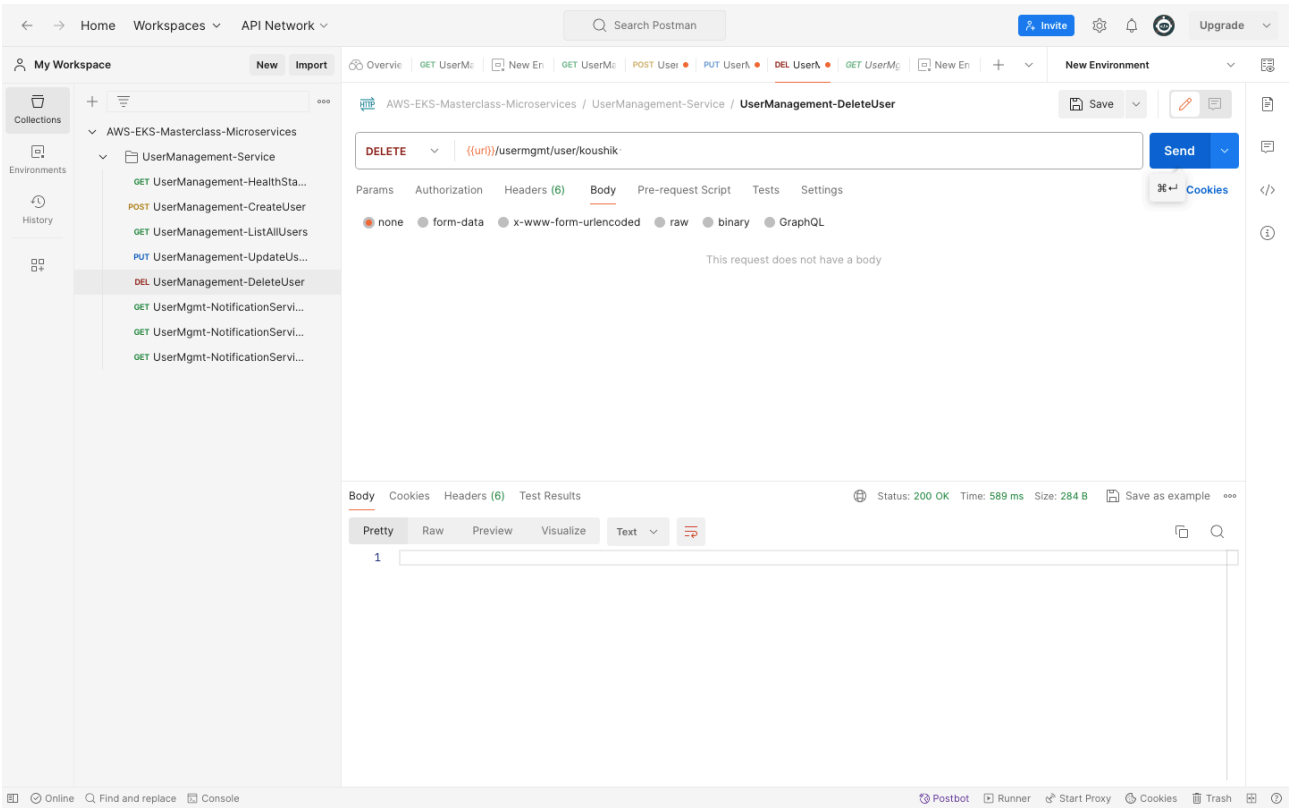 Home Workspaces API Network Search Postman Invite Upgrade
My Workspace New Import
Overvie GET UserMa New En GET UserMa POST User PUT UserM DEL UserM GET UserMg New En New Environment
Collections
Environments
History
AWS-EKS-Masterclass-Microservices
UserManagement-Service
GET UserManagement-HealthSta...
POST UserManagement-CreateUser
GET UserManagement-ListAllUsers
PUT UserManagement-UpdateUs...
DEL UserManagement-DeleteUser
GET UserMgmt-NotificationServi...
GET UserMgmt-NotificationServi...
GET UserMgmt-NotificationServi...
HTTP AWS-EKS-Masterclass-Microservices / UserManagement-Service / UserManagement-DeleteUser Save
DELETE {{url}}/usermgmt/user/koushik Send
⌘↩
Params Authorization Headers (6) Body Pre-request Script Tests Settings Cookies
none form-data x-www-form-urlencoded raw binary GraphQL
This request does not have a body
Body Cookies Headers (6) Test Results Status: 200 OK Time: 589 ms Size: 284 B Save as example
Pretty Raw Preview Visualize Text
1
Online Find and replace Console Postbot Runner Start Proxy Cookies Trash